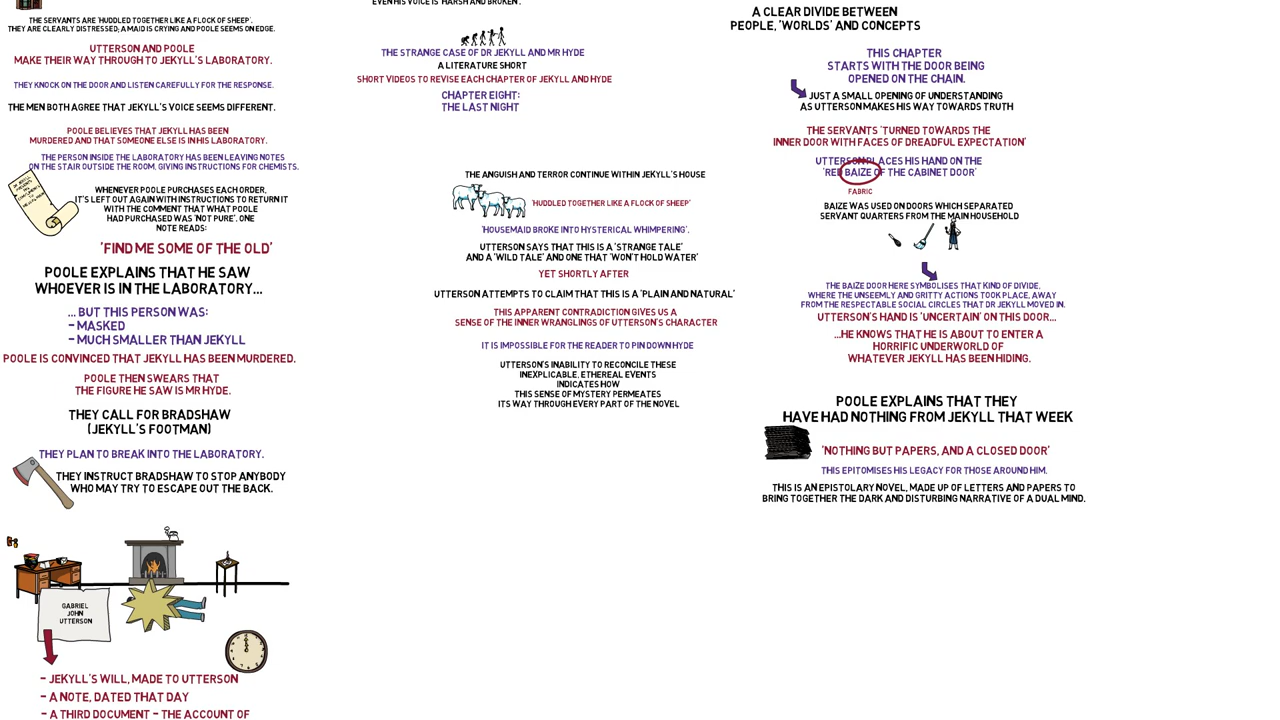 THE SERVANTS ARE 'HUDDLED TOGETHER LIKE A FLOCK OF SHEEP'.
THEY ARE CLEARLY DISTRESSED; A MAID IS CRYING AND POOLE SEEMS ON EDGE.
UTTERSON AND POOLE
MAKE THEIR WAY THROUGH TO JEKYLL'S LABORATORY.
THEY KNOCK ON THE DOOR AND LISTEN CAREFULLY FOR THE RESPONSE.
THE MEN BOTH AGREE THAT JEKYLL'S VOICE SEEMS DIFFERENT.
POOLE BELIEVES THAT JEKYLL HAS BEEN
MURDERED AND THAT SOMEONE ELSE IS IN HIS LABORATORY.
THE PERSON INSIDE THE LABORATORY HAS BEEN LEAVING NOTES
ON THE STAIR OUTSIDE THE ROOM, GIVING INSTRUCTIONS FOR CHEMISTS.
WHENEVER POOLE PURCHASES EACH ORDER,
IT'S LEFT OUT AGAIN WITH INSTRUCTIONS TO RETURN IT
WITH THE COMMENT THAT WHAT POOLE
HAD PURCHASED WAS 'NOT PURE'. ONE
NOTE READS:
'FIND ME SOME OF THE OLD'
POOLE EXPLAINS THAT HE SAW
WHOEVER IS IN THE LABORATORY...
... BUT THIS PERSON WAS:
- MASKED
- MUCH SMALLER THAN JEKYLL
POOLE IS CONVINCED THAT JEKYLL HAS BEEN MURDERED.
POOLE THEN SWEARS THAT
THE FIGURE HE SAW IS MR HYDE.
THEY CALL FOR BRADSHAW
(JEKYLL'S FOOTMAN)
THEY PLAN TO BREAK INTO THE LABORATORY.
THEY INSTRUCT BRADSHAW TO STOP ANYBODY
WHO MAY TRY TO ESCAPE OUT THE BACK.
GABRIEL
JOHN
UTTERSON
- JEKYLL'S WILL, MADE TO UTTERSON
- A NOTE, DATED THAT DAY
- A THIRD DOCUMENT - THE ACCOUNT OF
EVEN HIS VOICE IS 'HARSH AND BROKEN'.
THE STRANGE CASE OF DR JEKYLL AND MR HYDE
A LITERATURE SHORT
SHORT VIDEOS TO REVISE EACH CHAPTER OF JEKYLL AND HYDE
CHAPTER EIGHT:
THE LAST NIGHT
THE ANGUISH AND TERROR CONTINUE WITHIN JEKYLL'S HOUSE
'HUDDLED TOGETHER LIKE A FLOCK OF SHEEP'
'HOUSEMAID BROKE INTO HYSTERICAL WHIMPERING'.
UTTERSON SAYS THAT THIS IS A 'STRANGE TALE'
AND A 'WILD TALE' AND ONE THAT 'WON'T HOLD WATER'
YET SHORTLY AFTER
UTTERSON ATTEMPTS TO CLAIM THAT THIS IS A 'PLAIN AND NATURAL'
THIS APPARENT CONTRADICTION GIVES US A
SENSE OF THE INNER WRANGLINGS OF UTTERSON'S CHARACTER
IT IS IMPOSSIBLE FOR THE READER TO PIN DOWN HYDE
UTTERSON'S INABILITY TO RECONCILE THESE
INEXPLICABLE, ETHEREAL EVENTS
INDICATES HOW
THIS SENSE OF MYSTERY PERMEATES
ITS WAY THROUGH EVERY PART OF THE NOVEL
A CLEAR DIVIDE BETWEEN
PEOPLE, 'WORLDS' AND CONCEPTS
THIS CHAPTER
STARTS WITH THE DOOR BEING
OPENED ON THE CHAIN.
JUST A SMALL OPENING OF UNDERSTANDING
AS UTTERSON MAKES HIS WAY TOWARDS TRUTH
THE SERVANTS 'TURNED TOWARDS THE
INNER DOOR WITH FACES OF DREADFUL EXPECTATION'
UTTERSON PLACES HIS HAND ON THE
'RED BAIZE OF THE CABINET DOOR'
FABRIC
BAIZE WAS USED ON DOORS WHICH SEPARATED
SERVANT QUARTERS FROM THE MAIN HOUSEHOLD
THE BAIZE DOOR HERE SYMBOLISES THAT KIND OF DIVIDE,
WHERE THE UNSEEMLY AND GRITTY ACTIONS TOOK PLACE, AWAY
FROM THE RESPECTABLE SOCIAL CIRCLES THAT DR JEKYLL MOVED IN.
UTTERSON'S HAND IS 'UNCERTAIN' ON THIS DOOR...
...HE KNOWS THAT HE IS ABOUT TO ENTER A
HORRIFIC UNDERWORLD OF
WHATEVER JEKYLL HAS BEEN HIDING.
POOLE EXPLAINS THAT THEY
HAVE HAD NOTHING FROM JEKYLL THAT WEEK
'NOTHING BUT PAPERS, AND A CLOSED DOOR'
THIS EPITOMISES HIS LEGACY FOR THOSE AROUND HIM.
THIS IS AN EPISTOLARY NOVEL, MADE UP OF LETTERS AND PAPERS TO
BRING TOGETHER THE DARK AND DISTURBING NARRATIVE OF A DUAL MIND.